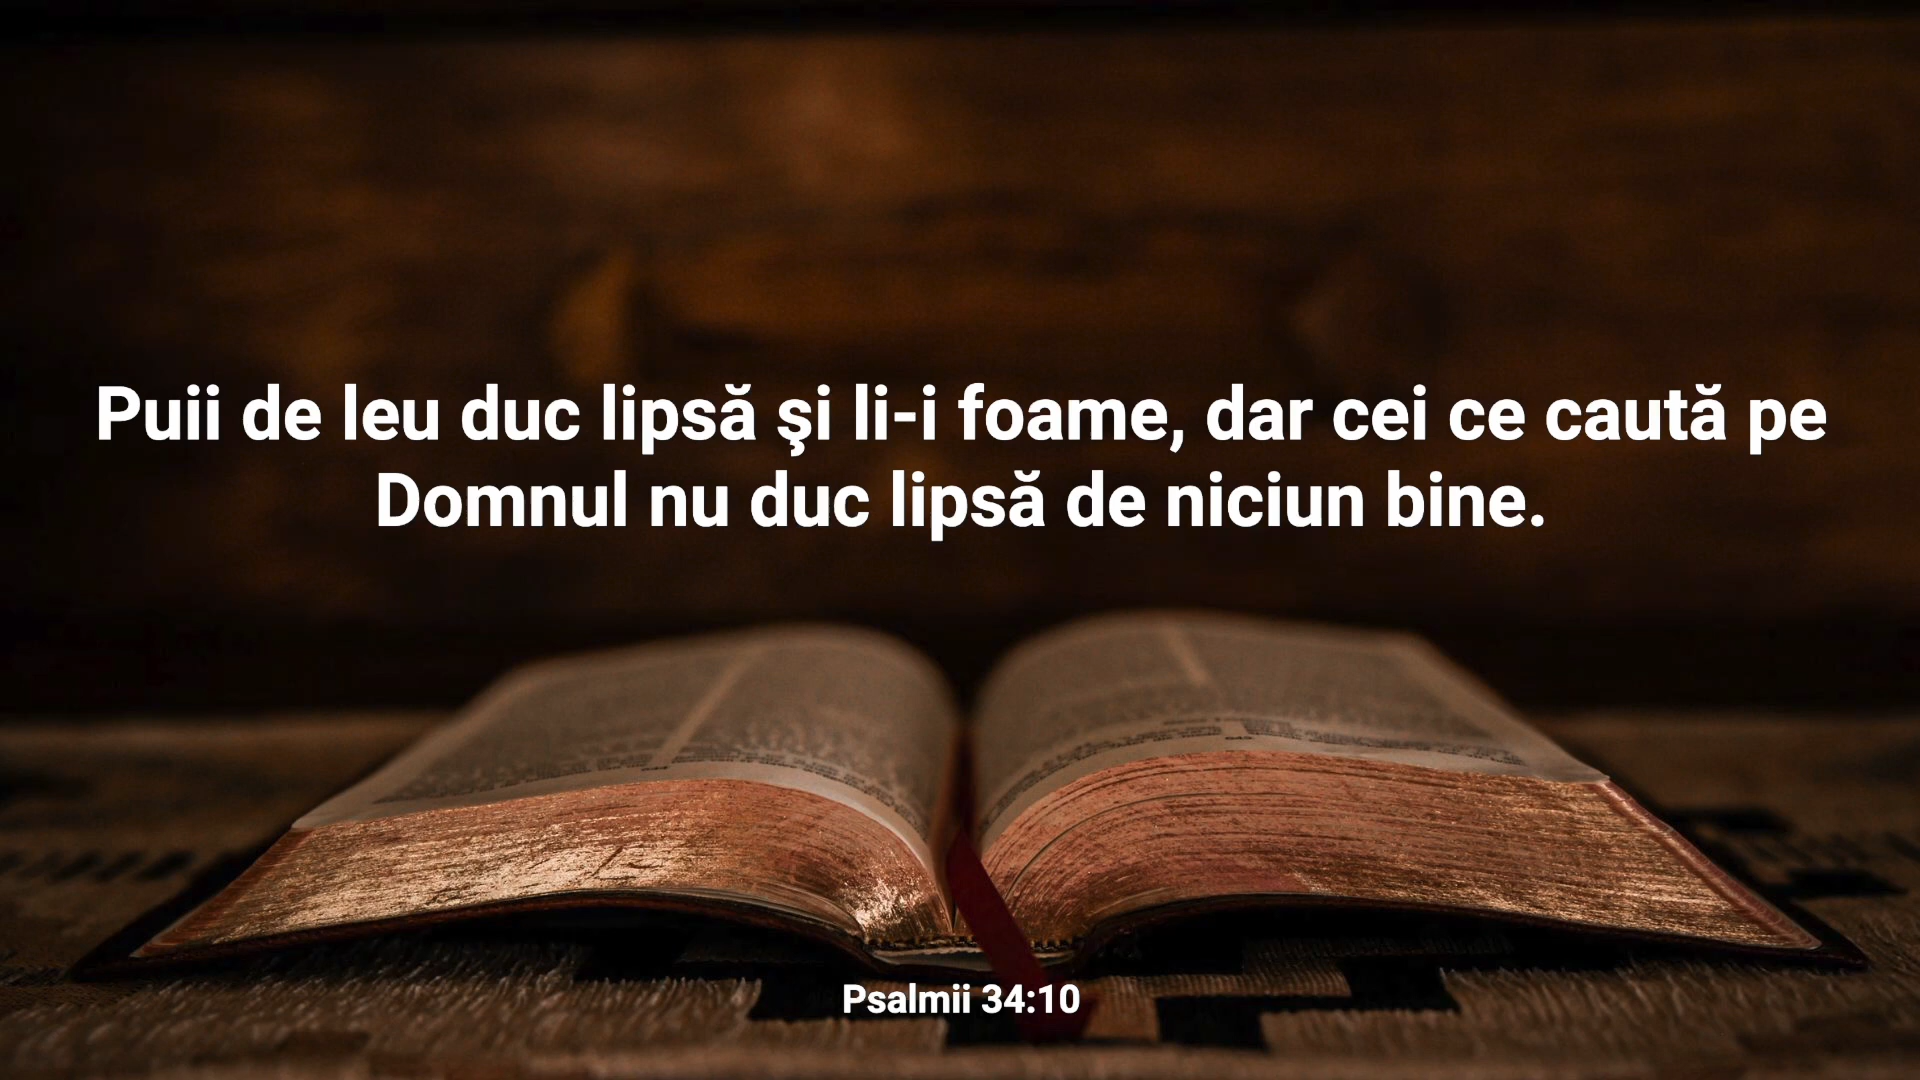 Puii de leu duc lipsă şi li-i foame, dar cei ce caută pe
Domnul nu duc lipsă de niciun bine.
Psalmii 34:10